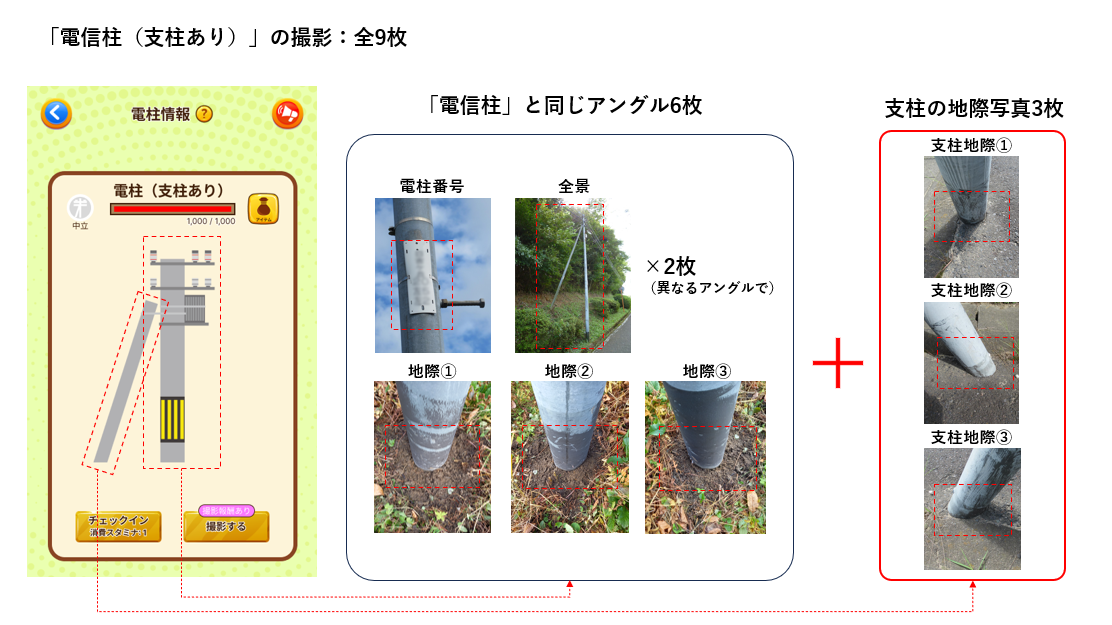 「電信柱（支柱あり）」の撮影：全9枚
電柱情報
?
電柱（支柱あり）
中立
1,000 / 1,000
アイテム
チェックイン
消費スタミナ:1
撮影報酬あり
撮影する
「電信柱」と同じアングル6枚
電柱番号
全景
×2枚
（異なるアングルで）
地際①
地際②
地際③
支柱の地際写真3枚
支柱地際①
支柱地際②
支柱地際③